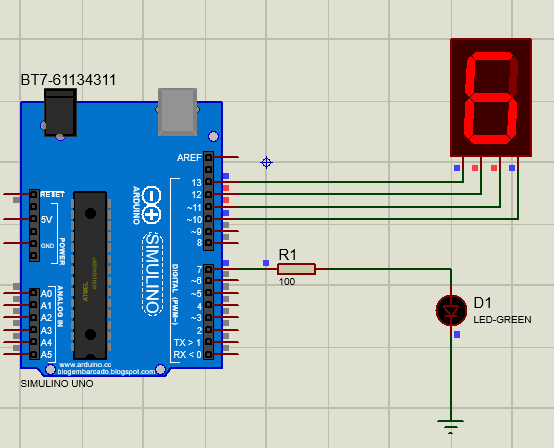 BT7-61134311
6
AREF
13
12
~11
~10
~9
8
7
~6
~5
4
~3
2
TX > 1
RX < 0
RESET
5V
GND
POWER
A0
A1
A2
A3
A4
A5
ANALOG IN
ARDUINO
SIMULINO
DIGITAL (PWM~)
ATMEL
www.arduino.cc
blogembarcado.blogspot.com
SIMULINO UNO
R1
100
D1
LED-GREEN